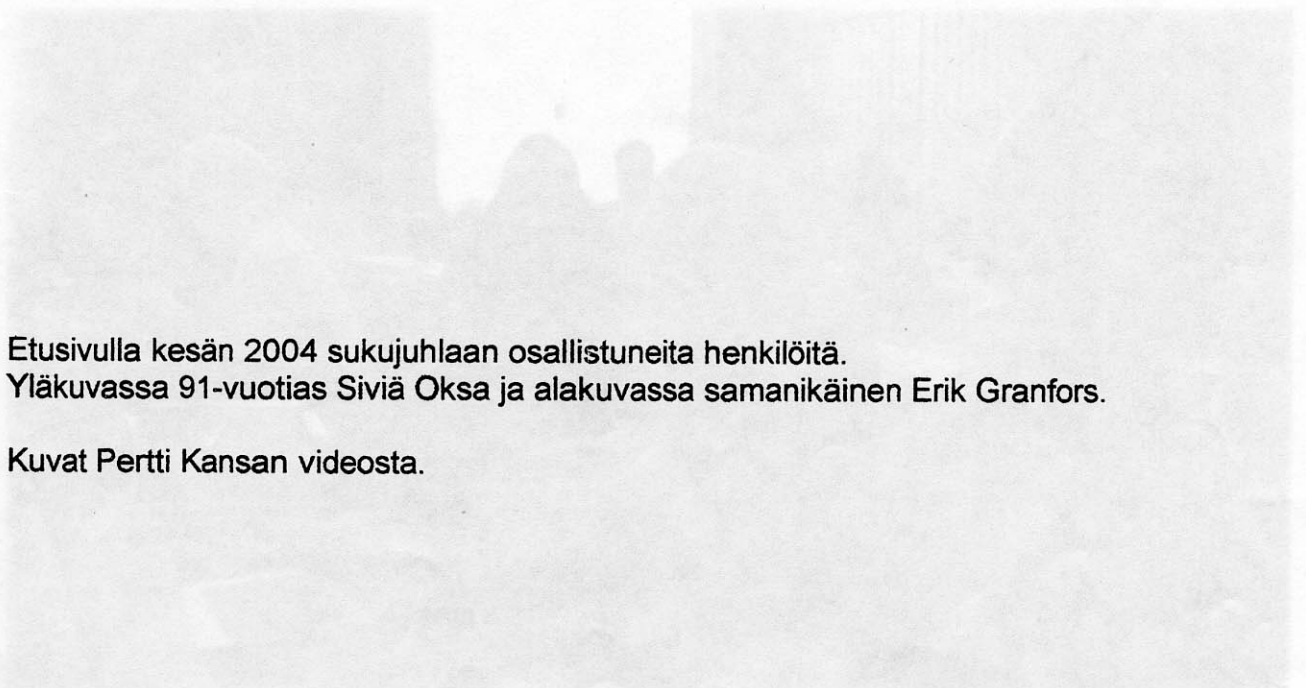 Etusivulla kesän 2004 sukujuhlaan osallistuneita henkilöitä.
Yläkuvassa 91-vuotias Siviä Oksa ja alakuvassa samanikäinen Erik Granfors.
Kuvat Pertti Kansan videosta.